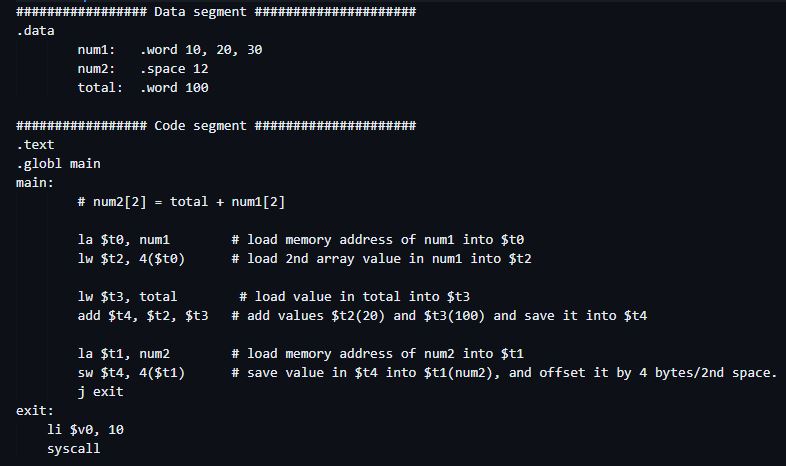 ################# Data segment #####################
.data
        num1:   .word 10, 20, 30
        num2:   .space 12
        total:  .word 100

################# Code segment #####################
.text
.globl main
main:
        # num2[2] = total + num1[2]

        la $t0, num1        # load memory address of num1 into $t0
        lw $t2, 4($t0)      # load 2nd array value in num1 into $t2

        lw $t3, total        # load value in total into $t3
        add $t4, $t2, $t3   # add values $t2(20) and $t3(100) and save it into $t4

        la $t1, num2        # load memory address of num2 into $t1
        sw $t4, 4($t1)      # save value in $t4 into $t1(num2), and offset it by 4 bytes/2nd space.
        j exit
exit:
    li $v0, 10
    syscall